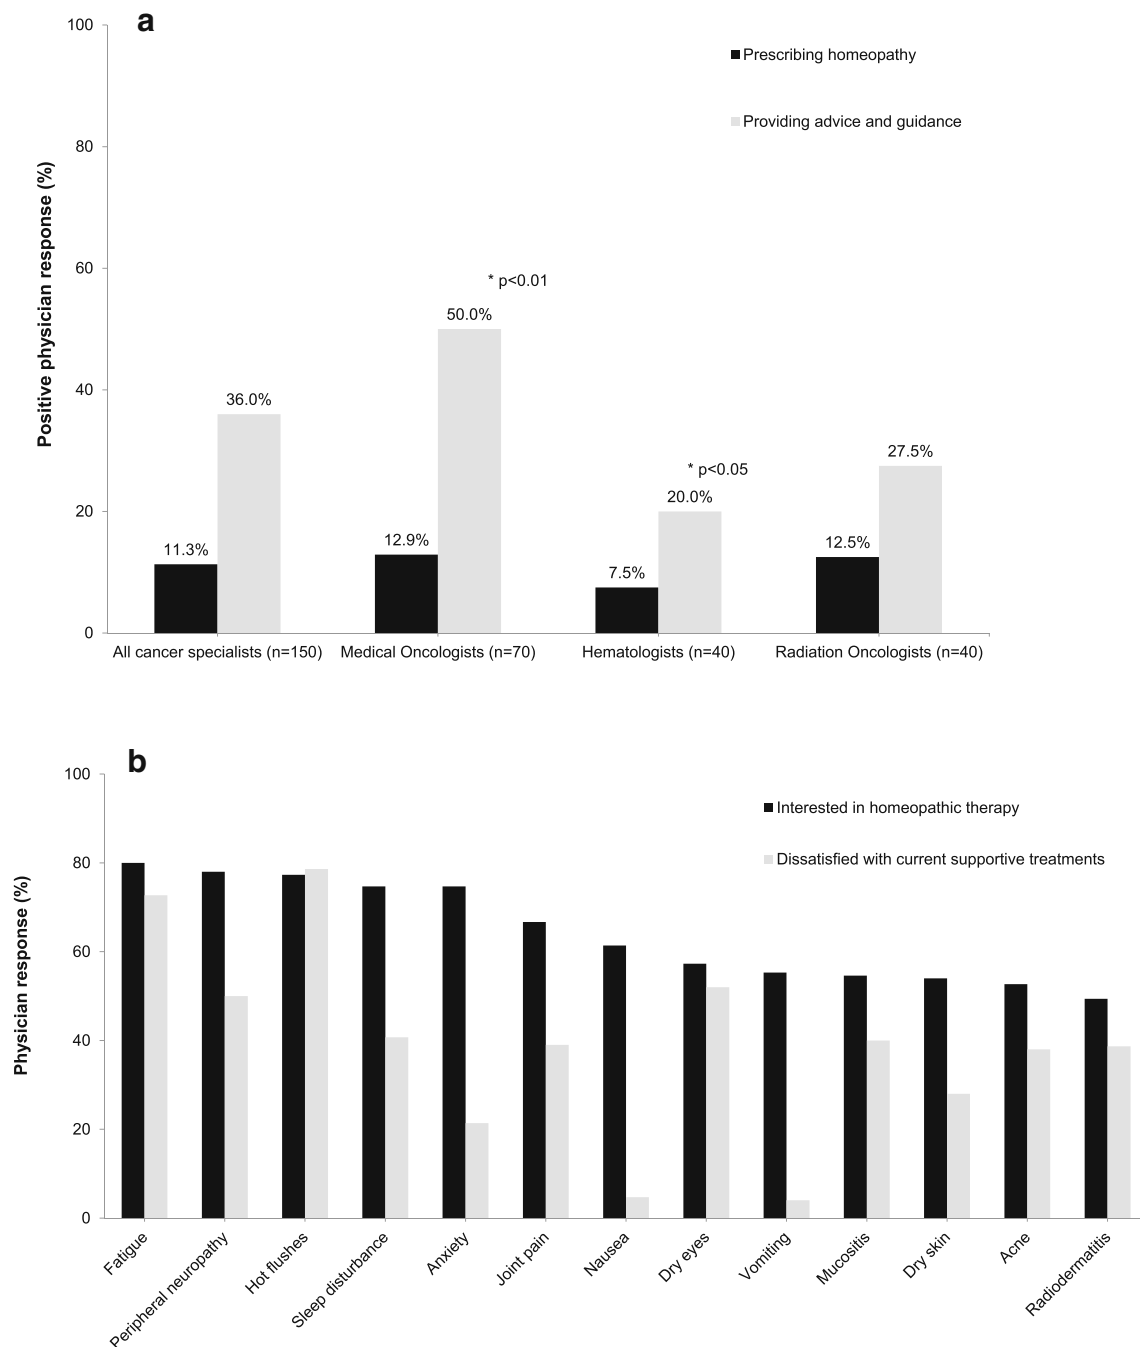 a
100
80
60
40
20
0
Positive physician response (%)
Prescribing homeopathy
Providing advice and guidance
* p<0.01
50.0%
36.0%
* p<0.05
20.0%
27.5%
11.3%
12.9%
7.5%
12.5%
All cancer specialists (n=150)
Medical Oncologists (n=70)
Hematologists (n=40)
Radiation Oncologists (n=40)
b
100
80
60
40
20
0
Physician response (%)
Interested in homeopathic therapy
Dissatisfied with current supportive treatments
Fatigue
Peripheral neuropathy
Hot flushes
Sleep disturbance
Anxiety
Joint pain
Nausea
Dry eyes
Vomiting
Mucositis
Dry skin
Acne
Radiodermatitis